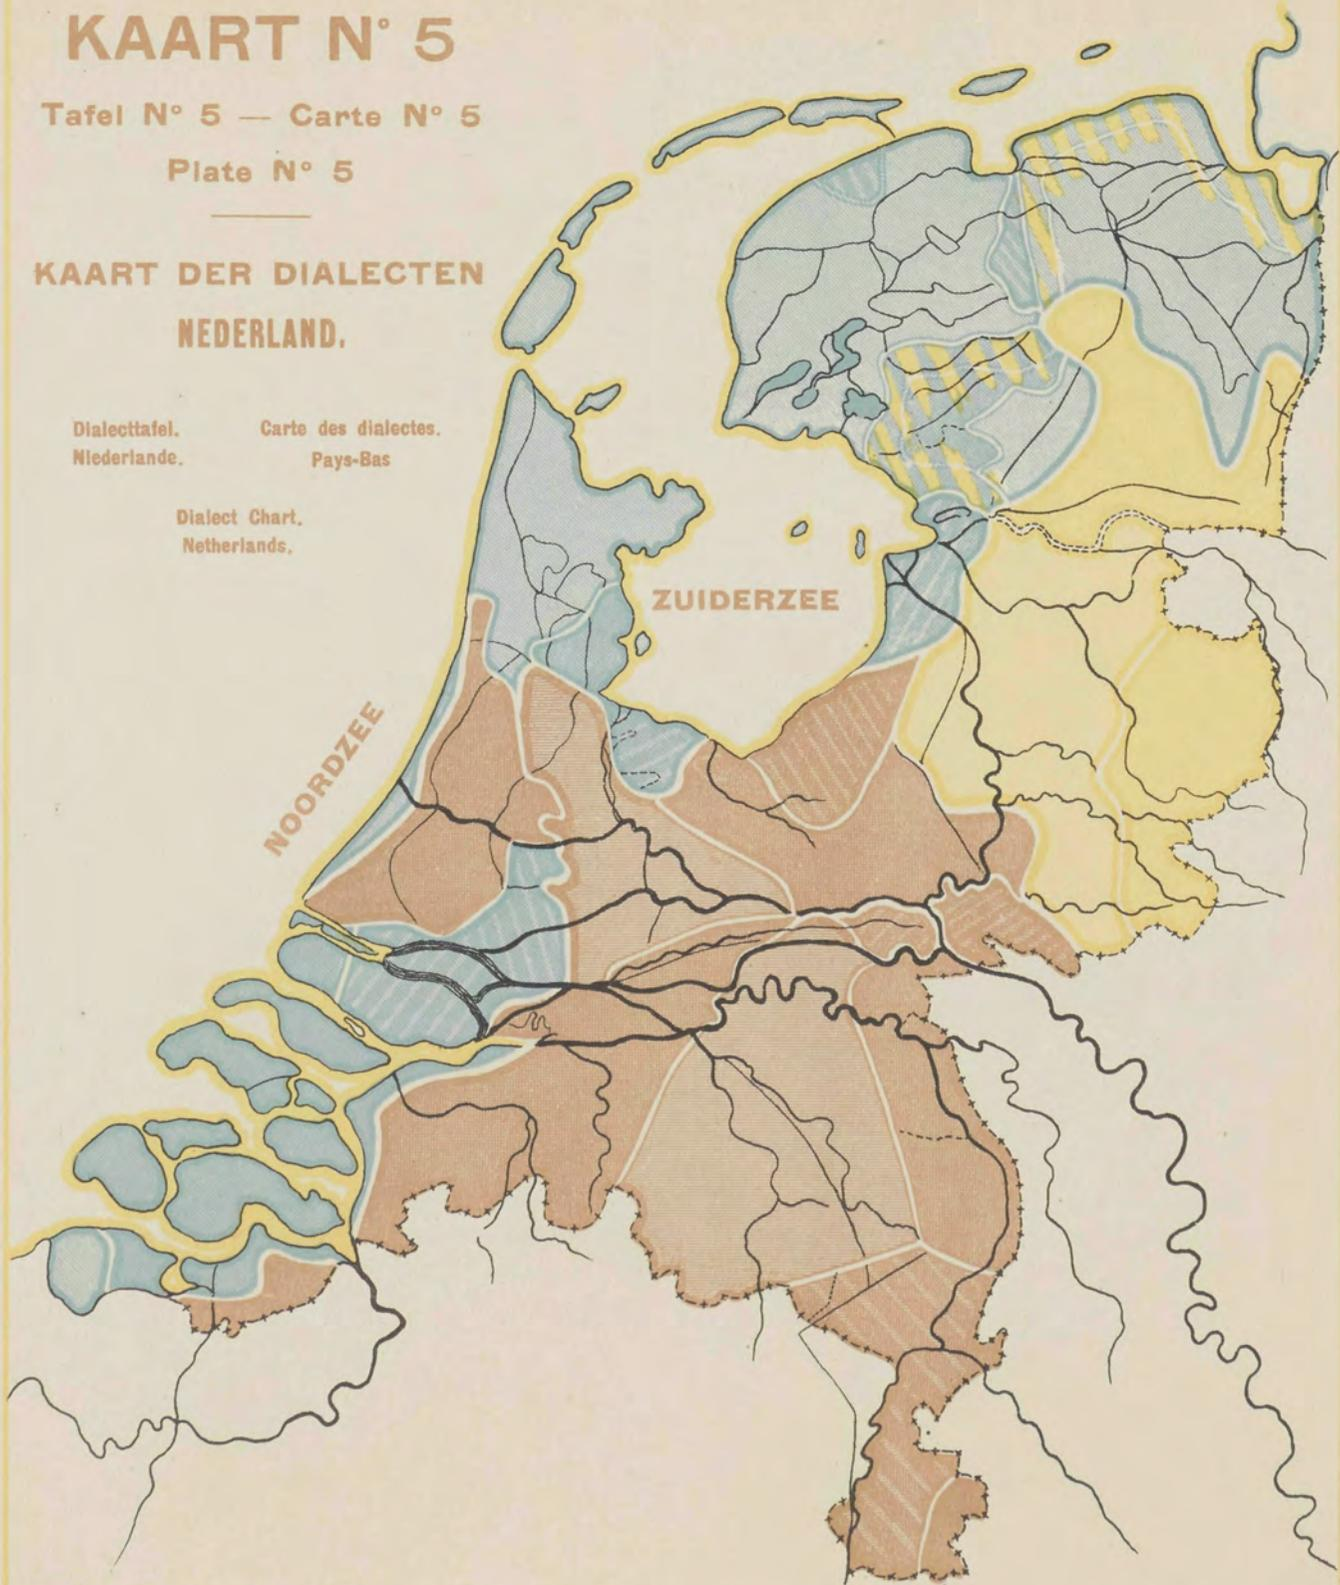 KAART N° 5
Tafel N° 5 — Carte N° 5
Plate N° 5
KAART DER DIALECTEN
NEDERLAND.
Dialecttafel. Carte des dialectes.
Niederlande. Pays-Bas
Dialect Chart.
Netherlands.
ZUIDERZEE
NOORDZEE